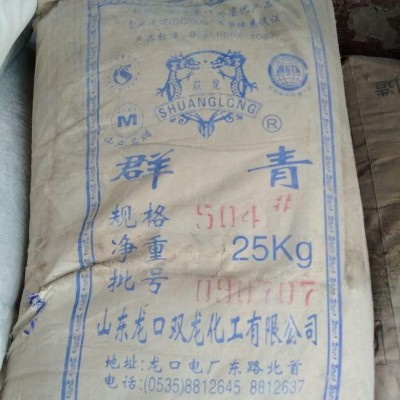 双龙
SHUANGLONG
®
M
群青
规格 504#
净重 25Kg
批号 090707
山东龙口双龙化工有限公司
地址: 龙口电厂东路北首
电话: (0535)8812645 8812637